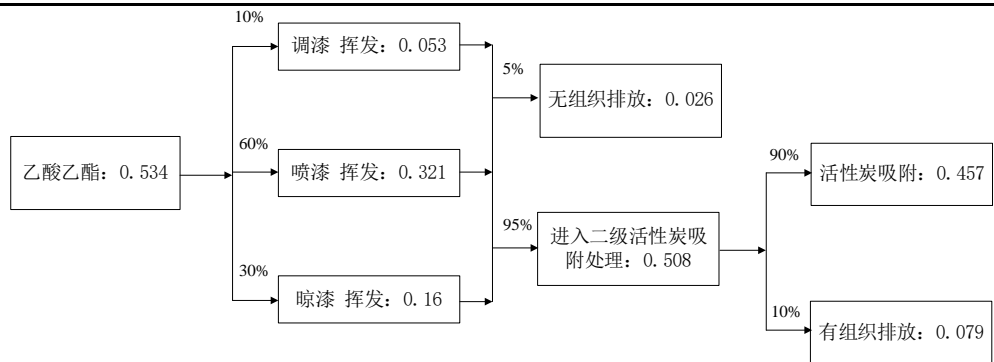 10%
调漆 挥发：0.053
5%
无组织排放：0.026
乙酸乙酯：0.534
60%
喷漆 挥发：0.321
90%
活性炭吸附：0.457
95%
进入二级活性炭吸
附处理：0.508
30%
晾漆 挥发：0.16
10%
有组织排放：0.079